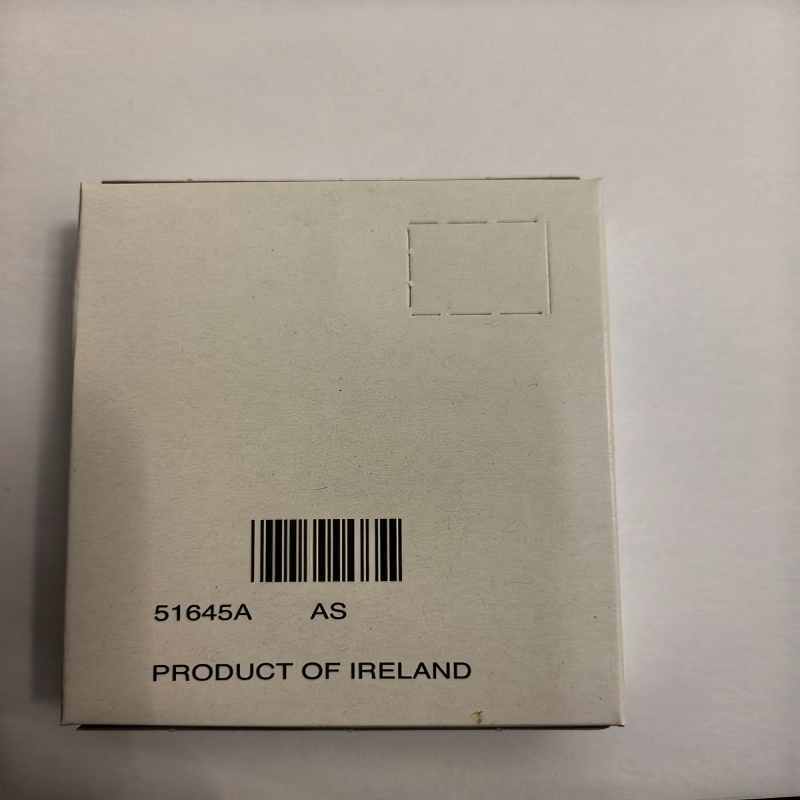 51645A AS
PRODUCT OF IRELAND